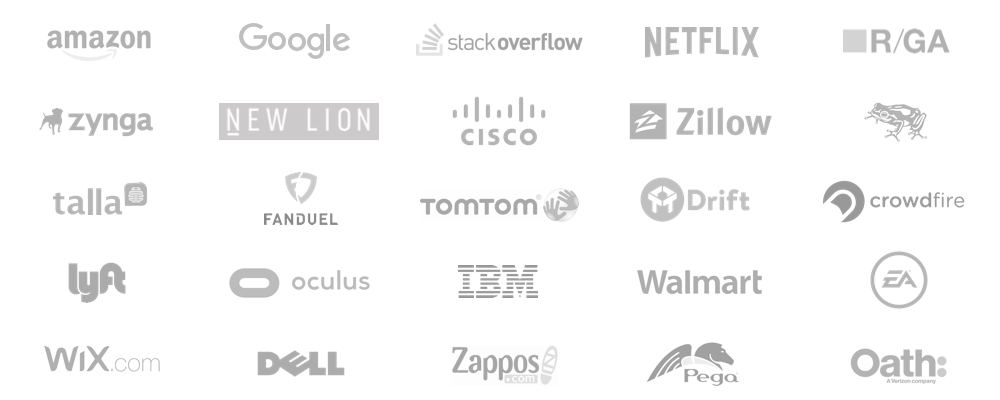 amazon
Google
stackoverflow
NETFLIX
R/GA
zynga
NEW LION
CISCO
Zillow
talla
FANDUEL
TOMTOM
Drift
crowdfire
lyft
oculus
IBM
Walmart
EA
WiX.com
DELL
Zappos
.com
Pega
Oath:
A Verizon company